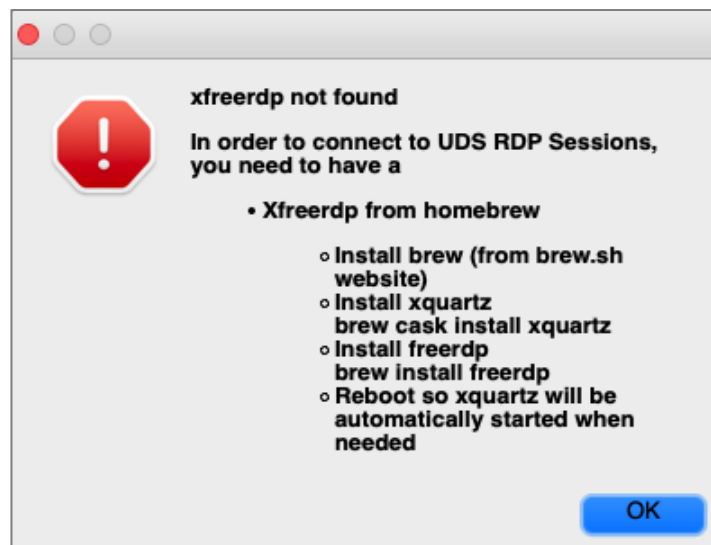 xfreerdp not found
In order to connect to UDS RDP Sessions,
you need to have a
• Xfreerdp from homebrew
◦ Install brew (from brew.sh
website)
◦ Install xquartz
brew cask install xquartz
◦ Install freerdp
brew install freerdp
◦ Reboot so xquartz will be
automatically started when
needed
OK